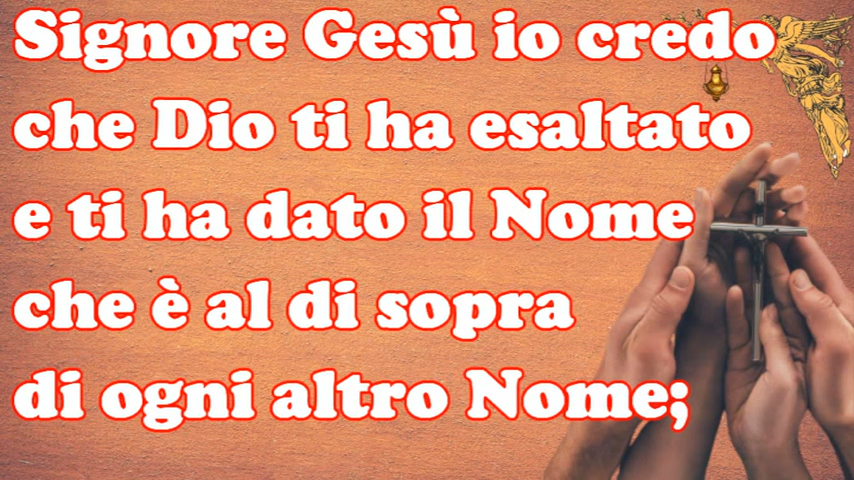 Signore Gesù io credo
che Dio ti ha esaltato
e ti ha dato il Nome
che è al di sopra
di ogni altro Nome;